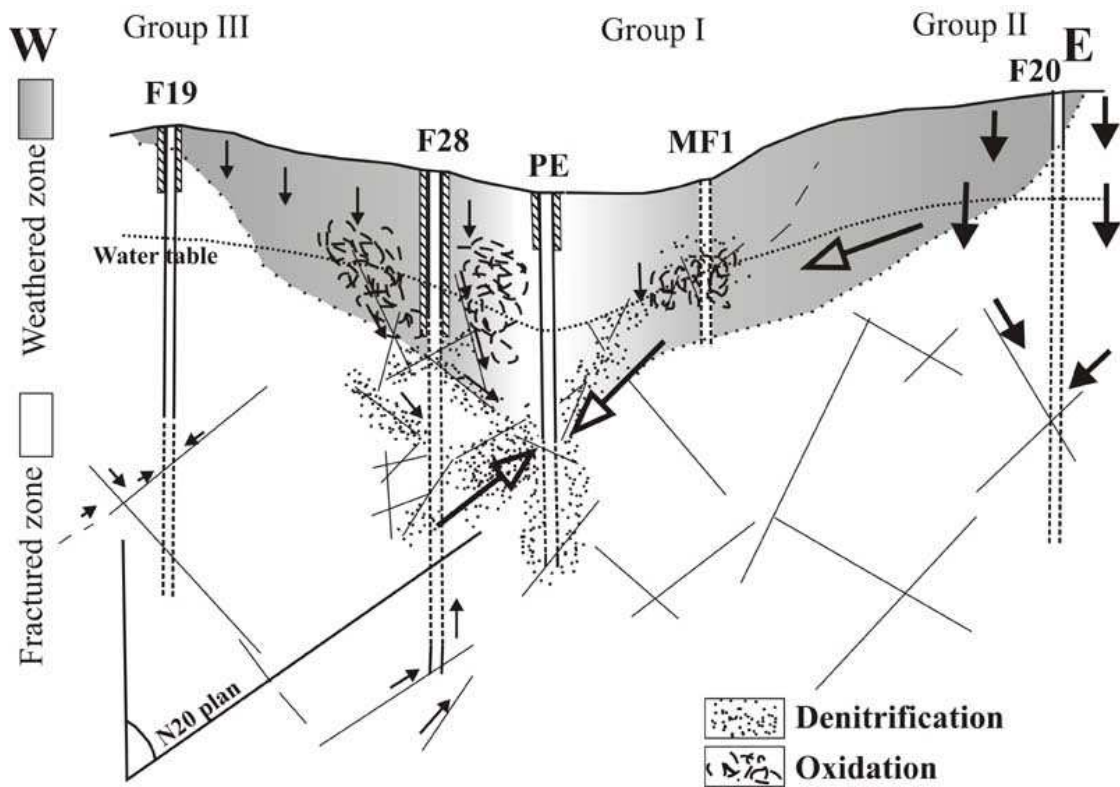 Group III
Group I
Group II
W
E
F19
F28
PE
MF1
F20
Weathered zone
Water table
Fractured zone
N20 plan
Denitrification
Oxidation